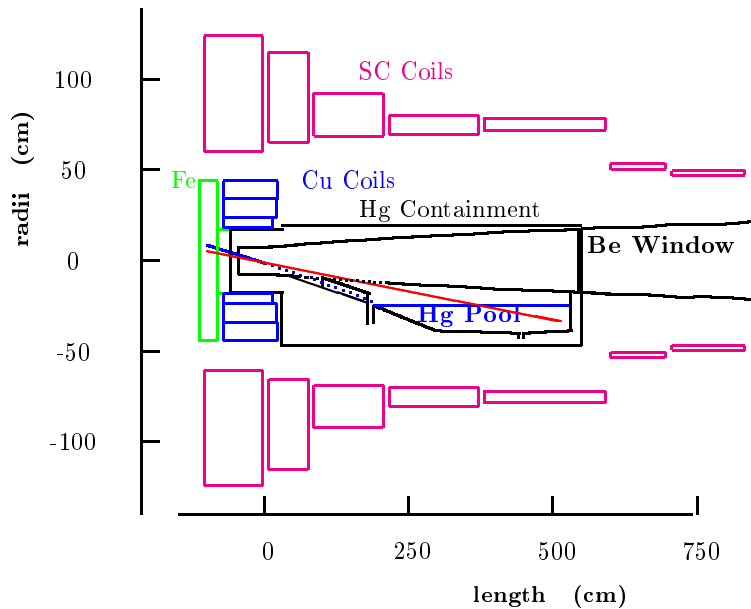 SC Coils
100
radii (cm)
50
Fe
Cu Coils
Hg Containment
0
Be Window
Hg Pool
-50
-100
0
250
500
750
length (cm)